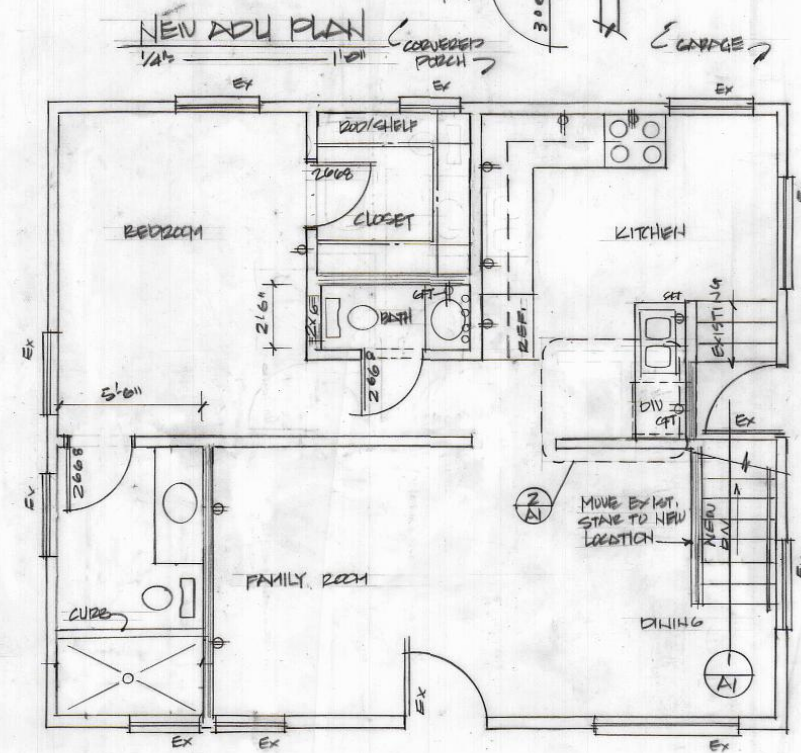 NEW ADU PLAN
1/4" = 1'0"
COVERED
PORCH
GARAGE
Ex
Ex
Ex
ROD/SHELF
2668
CLOSET
BEDROOM
KITCHEN
2'6"
BATH
GFI
REF.
2668
GFI
EXISTING
Ex
5'-6"
DW
GFI
Ex
2668
Ex
2
A1
MOVE EXIST.
STAIR TO NEW
LOCATION
NEW
DN
FAMILY ROOM
CURB
DINING
Ex
A1
Ex
Ex
Ex